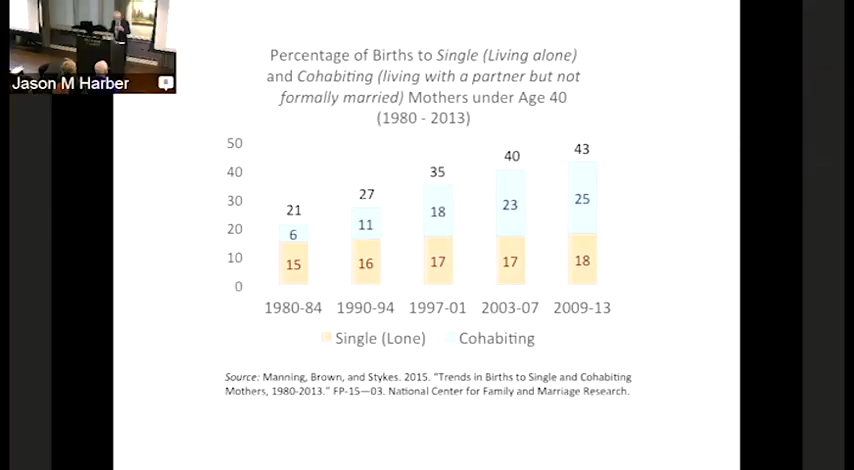 Jason M Harber
Percentage of Births to Single (Living alone)
and Cohabiting (living with a partner but not
formally married) Mothers under Age 40
(1980 - 2013)
50
40
30
20
10
0
21
6
15
27
11
16
35
18
17
40
23
17
43
25
18
1980-84 1990-94 1997-01 2003-07 2009-13
Single (Lone) Cohabiting
Source: Manning, Brown, and Stykes. 2015. “Trends in Births to Single and Cohabiting
Mothers, 1980-2013.” FP-15—03. National Center for Family and Marriage Research.